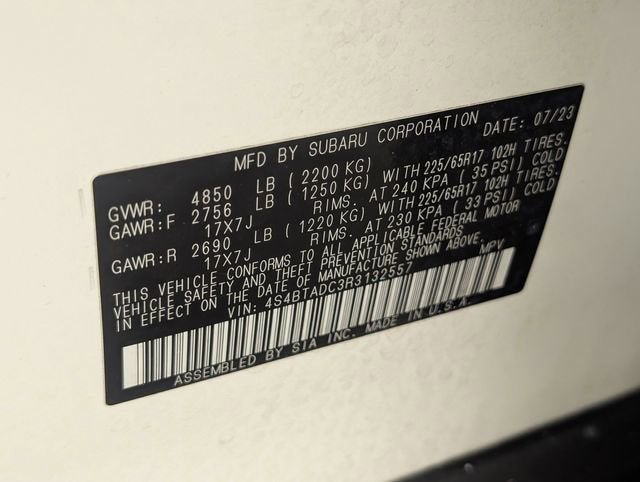 MFD BY SUBARU CORPORATION DATE: 07/23
GVWR: 4850 LB (2200 KG)
GAWR:F 2756 LB (1250 KG) WITH 225/65R17 102H TIRES.
17X7J RIMS. AT 240 KPA (35 PSI) COLD
GAWR:R 2690 LB (1220 KG) WITH 225/65R17 102H TIRES.
17X7J RIMS. AT 230 KPA (33 PSI) COLD
THIS VEHICLE CONFORMS TO ALL APPLICABLE FEDERAL MOTOR
VEHICLE SAFETY AND THEFT PREVENTION STANDARDS
IN EFFECT ON THE DATE OF MANUFACTURE SHOWN ABOVE.
VIN: 4S4BTADC3R3132557 MPV
ASSEMBLED BY SIA INC. MADE IN U.S.A.